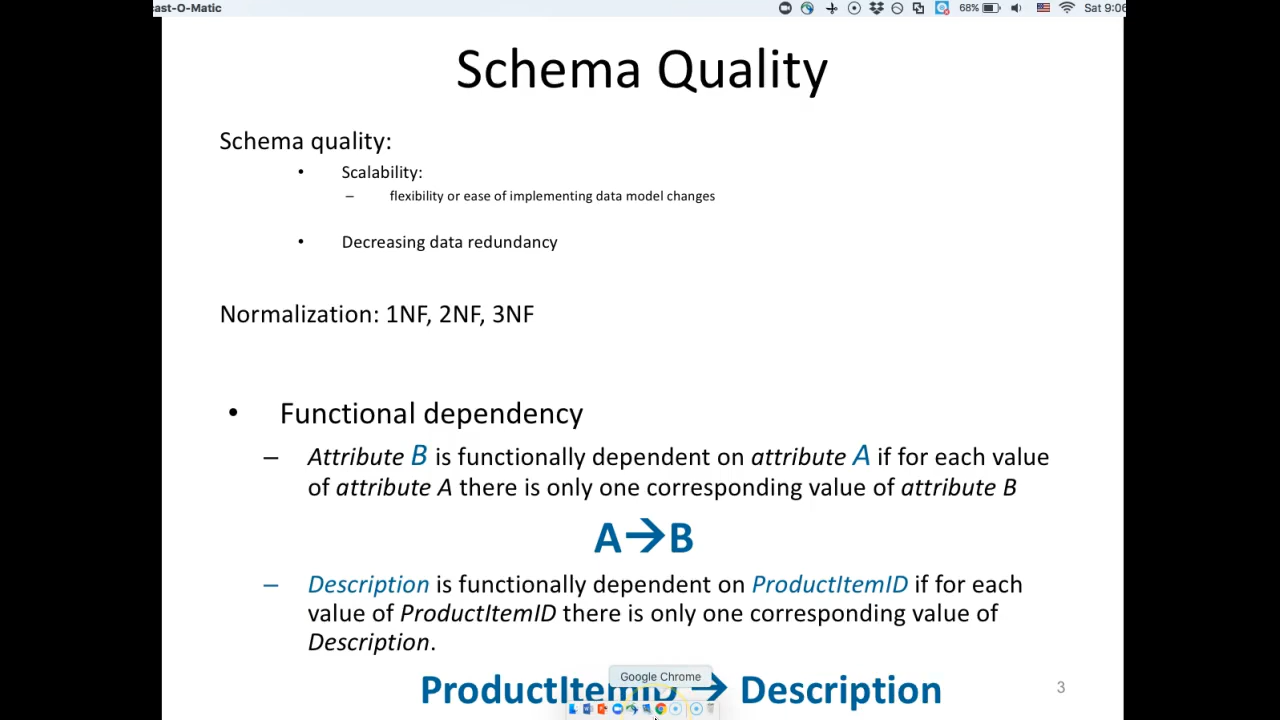 cast-O-Matic 68% Sat 9:06
Schema Quality
Schema quality:
• Scalability:
– flexibility or ease of implementing data model changes
• Decreasing data redundancy
Normalization: 1NF, 2NF, 3NF
• Functional dependency
– Attribute B is functionally dependent on attribute A if for each value
of attribute A there is only one corresponding value of attribute B
A→B
– Description is functionally dependent on ProductItemID if for each
value of ProductItemID there is only one corresponding value of
Description.
Google Chrome
ProductItemID → Description
3